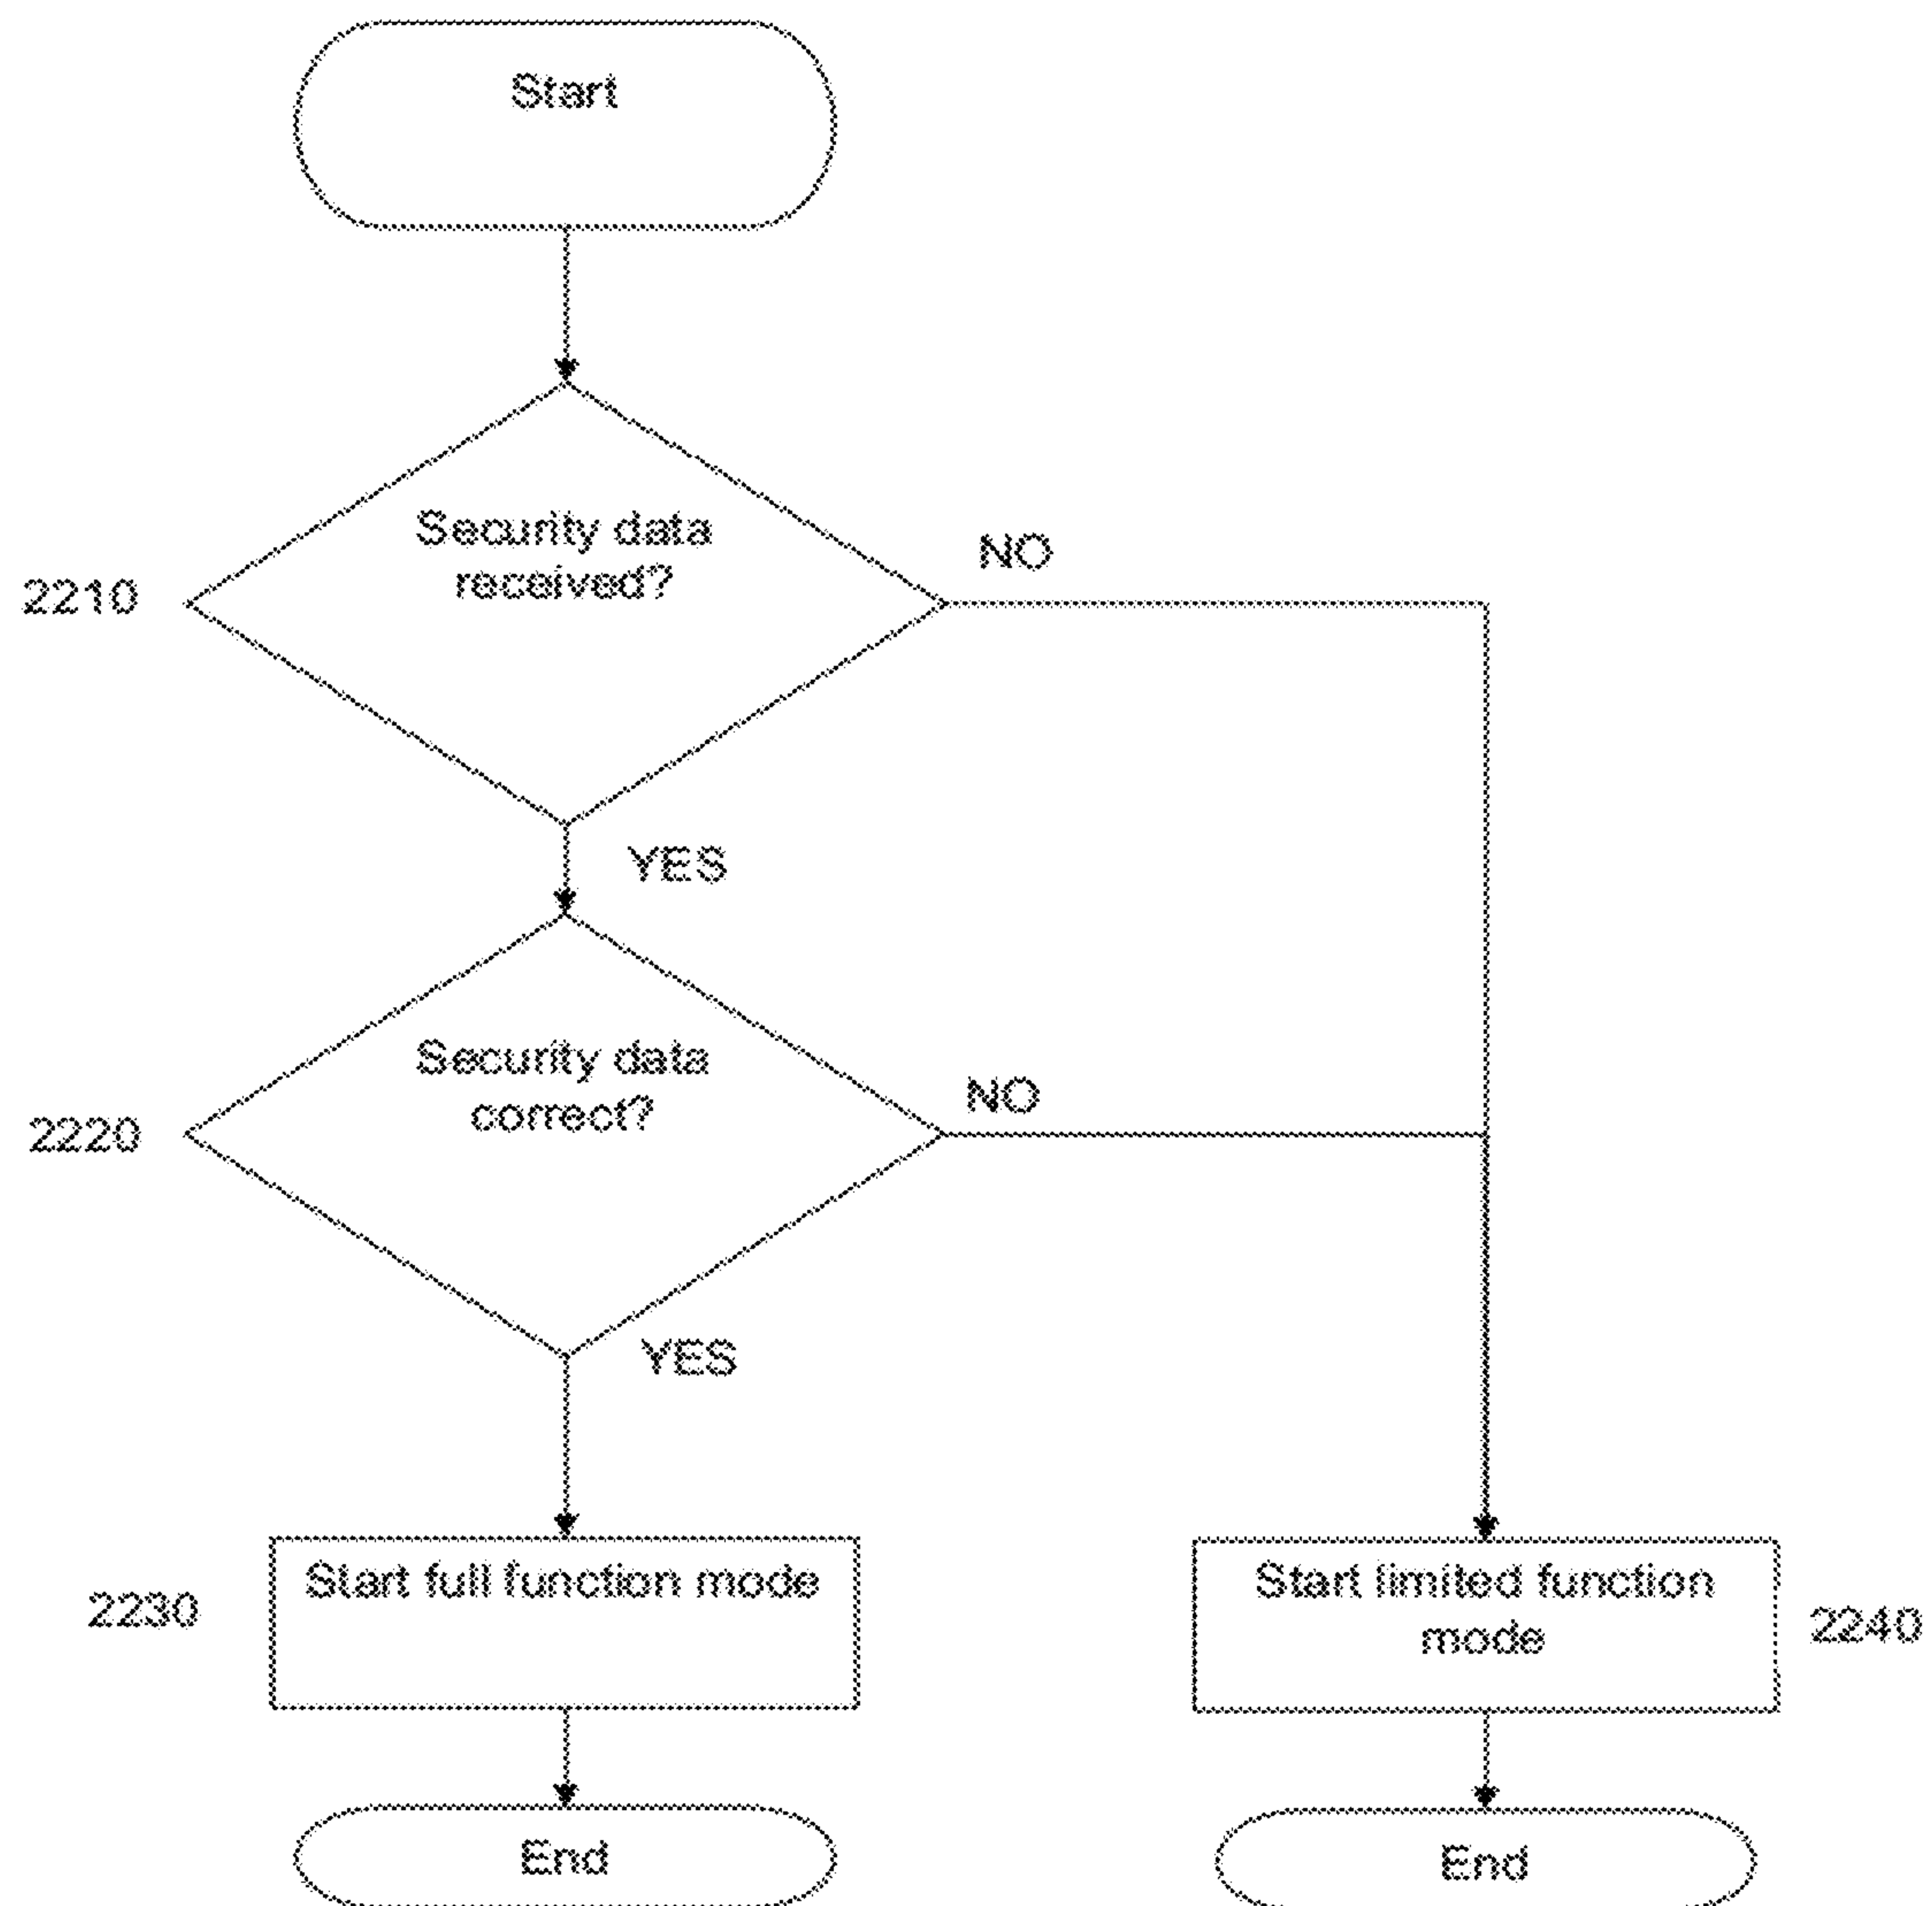 Start
Security data
received?
NO
2210
YES
Security data
correct?
NO
2220
YES
Start full function mode
2230
Start limited function
mode
2240
End
End